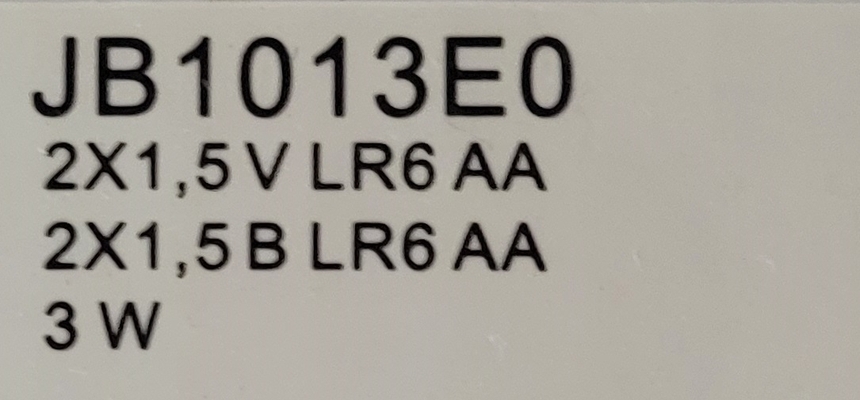 JB1013E0
2X1,5 V LR6 AA
2X1,5 B LR6 AA
3 W